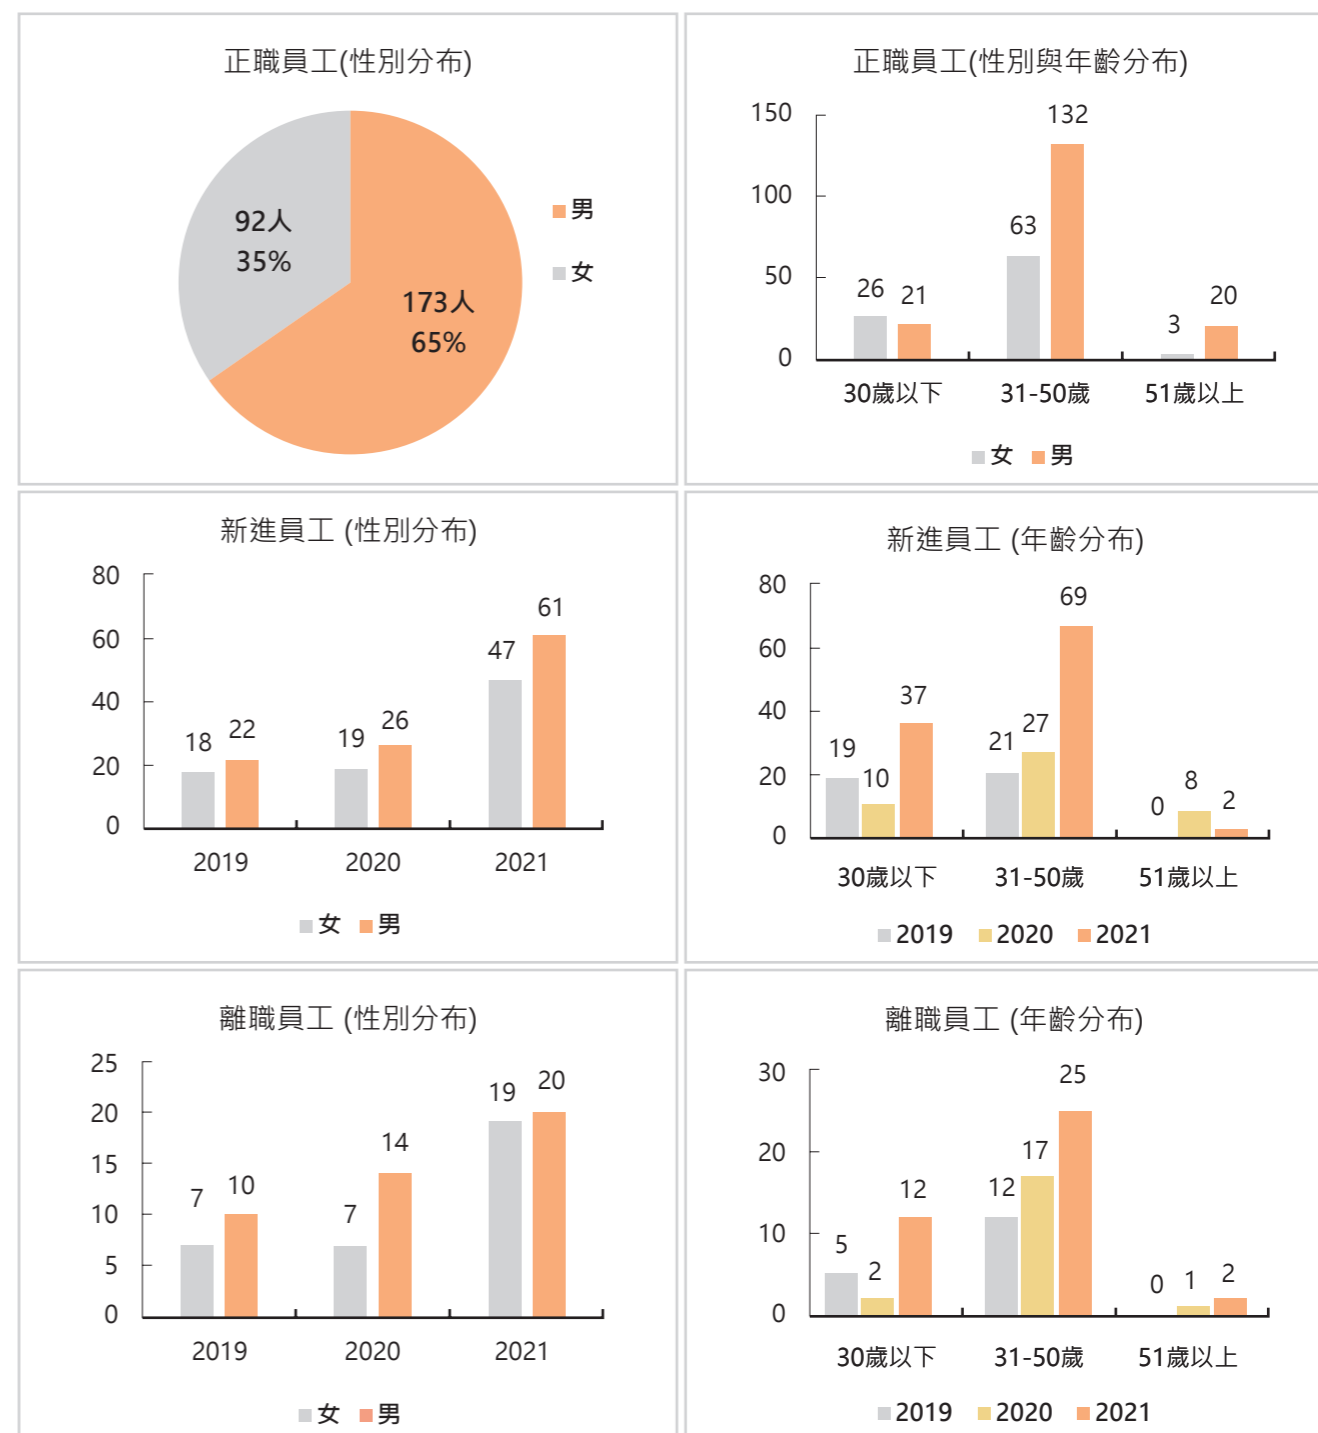 正職員工(性別分布)
92人
35%
173人
65%
男
女
正職員工(性別與年齡分布)
150
100
50
0
26
21
63
132
3
20
30歲以下
31-50歲
51歲以上
女 男
新進員工 (性別分布)
80
60
40
20
0
18
22
19
26
47
61
2019
2020
2021
女 男
新進員工 (年齡分布)
80
60
40
20
0
19
10
37
21
27
69
0
8
2
30歲以下
31-50歲
51歲以上
2019 2020 2021
離職員工 (性別分布)
25
20
15
10
5
0
7
10
7
14
19
20
2019
2020
2021
女 男
離職員工 (年齡分布)
30
20
10
0
5
2
12
12
17
25
0
1
2
30歲以下
31-50歲
51歲以上
2019 2020 2021